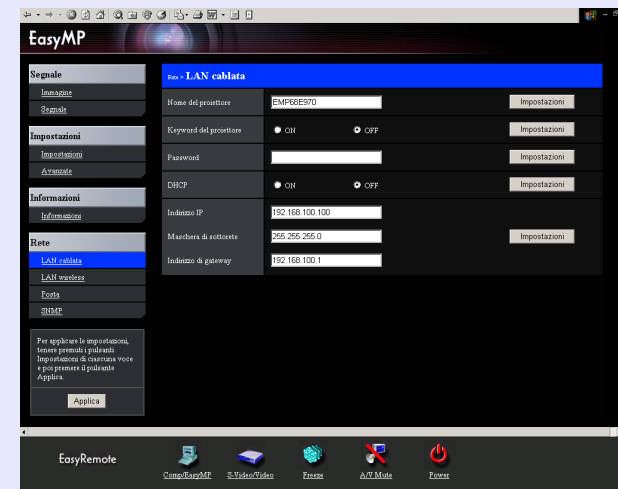 EasyMP
Segnale
Immagine
Segnale
Impostazioni
Impostazioni
Avanzate
Informazioni
Informazioni
Rete
LAN cablata
LAN wireless
Posta
SNMP
Per applicare le impostazioni,
tenere premuti i pulsanti
Impostazioni di ciascuna voce
e poi premere il pulsante
Applica.
Applica
Rete > LAN cablata
Nome del proiettore EMP68E970 Impostazioni
Keyword del proiettore ON OFF Impostazioni
Password Impostazioni
DHCP ON OFF Impostazioni
Indirizzo IP 192.168.100.100
Maschera di sottorete 255.255.255.0 Impostazioni
Indirizzo di gateway 192.168.100.1
EasyRemote
Comp/EasyMP S-Video/Video Freeze A/V Mute Power